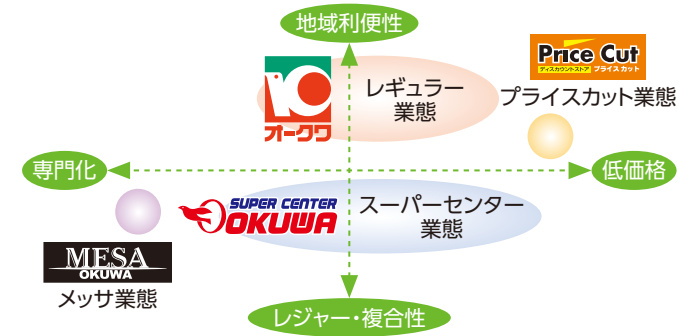 地域利便性
Price Cut
ディスカウントストア プライスカット
オークワ
レギュラー
業態
プライスカット業態
専門化
低価格
SUPER CENTER
OKUWA
スーパーセンター
業態
MESA
OKUWA
メッサ業態
レジャー・複合性